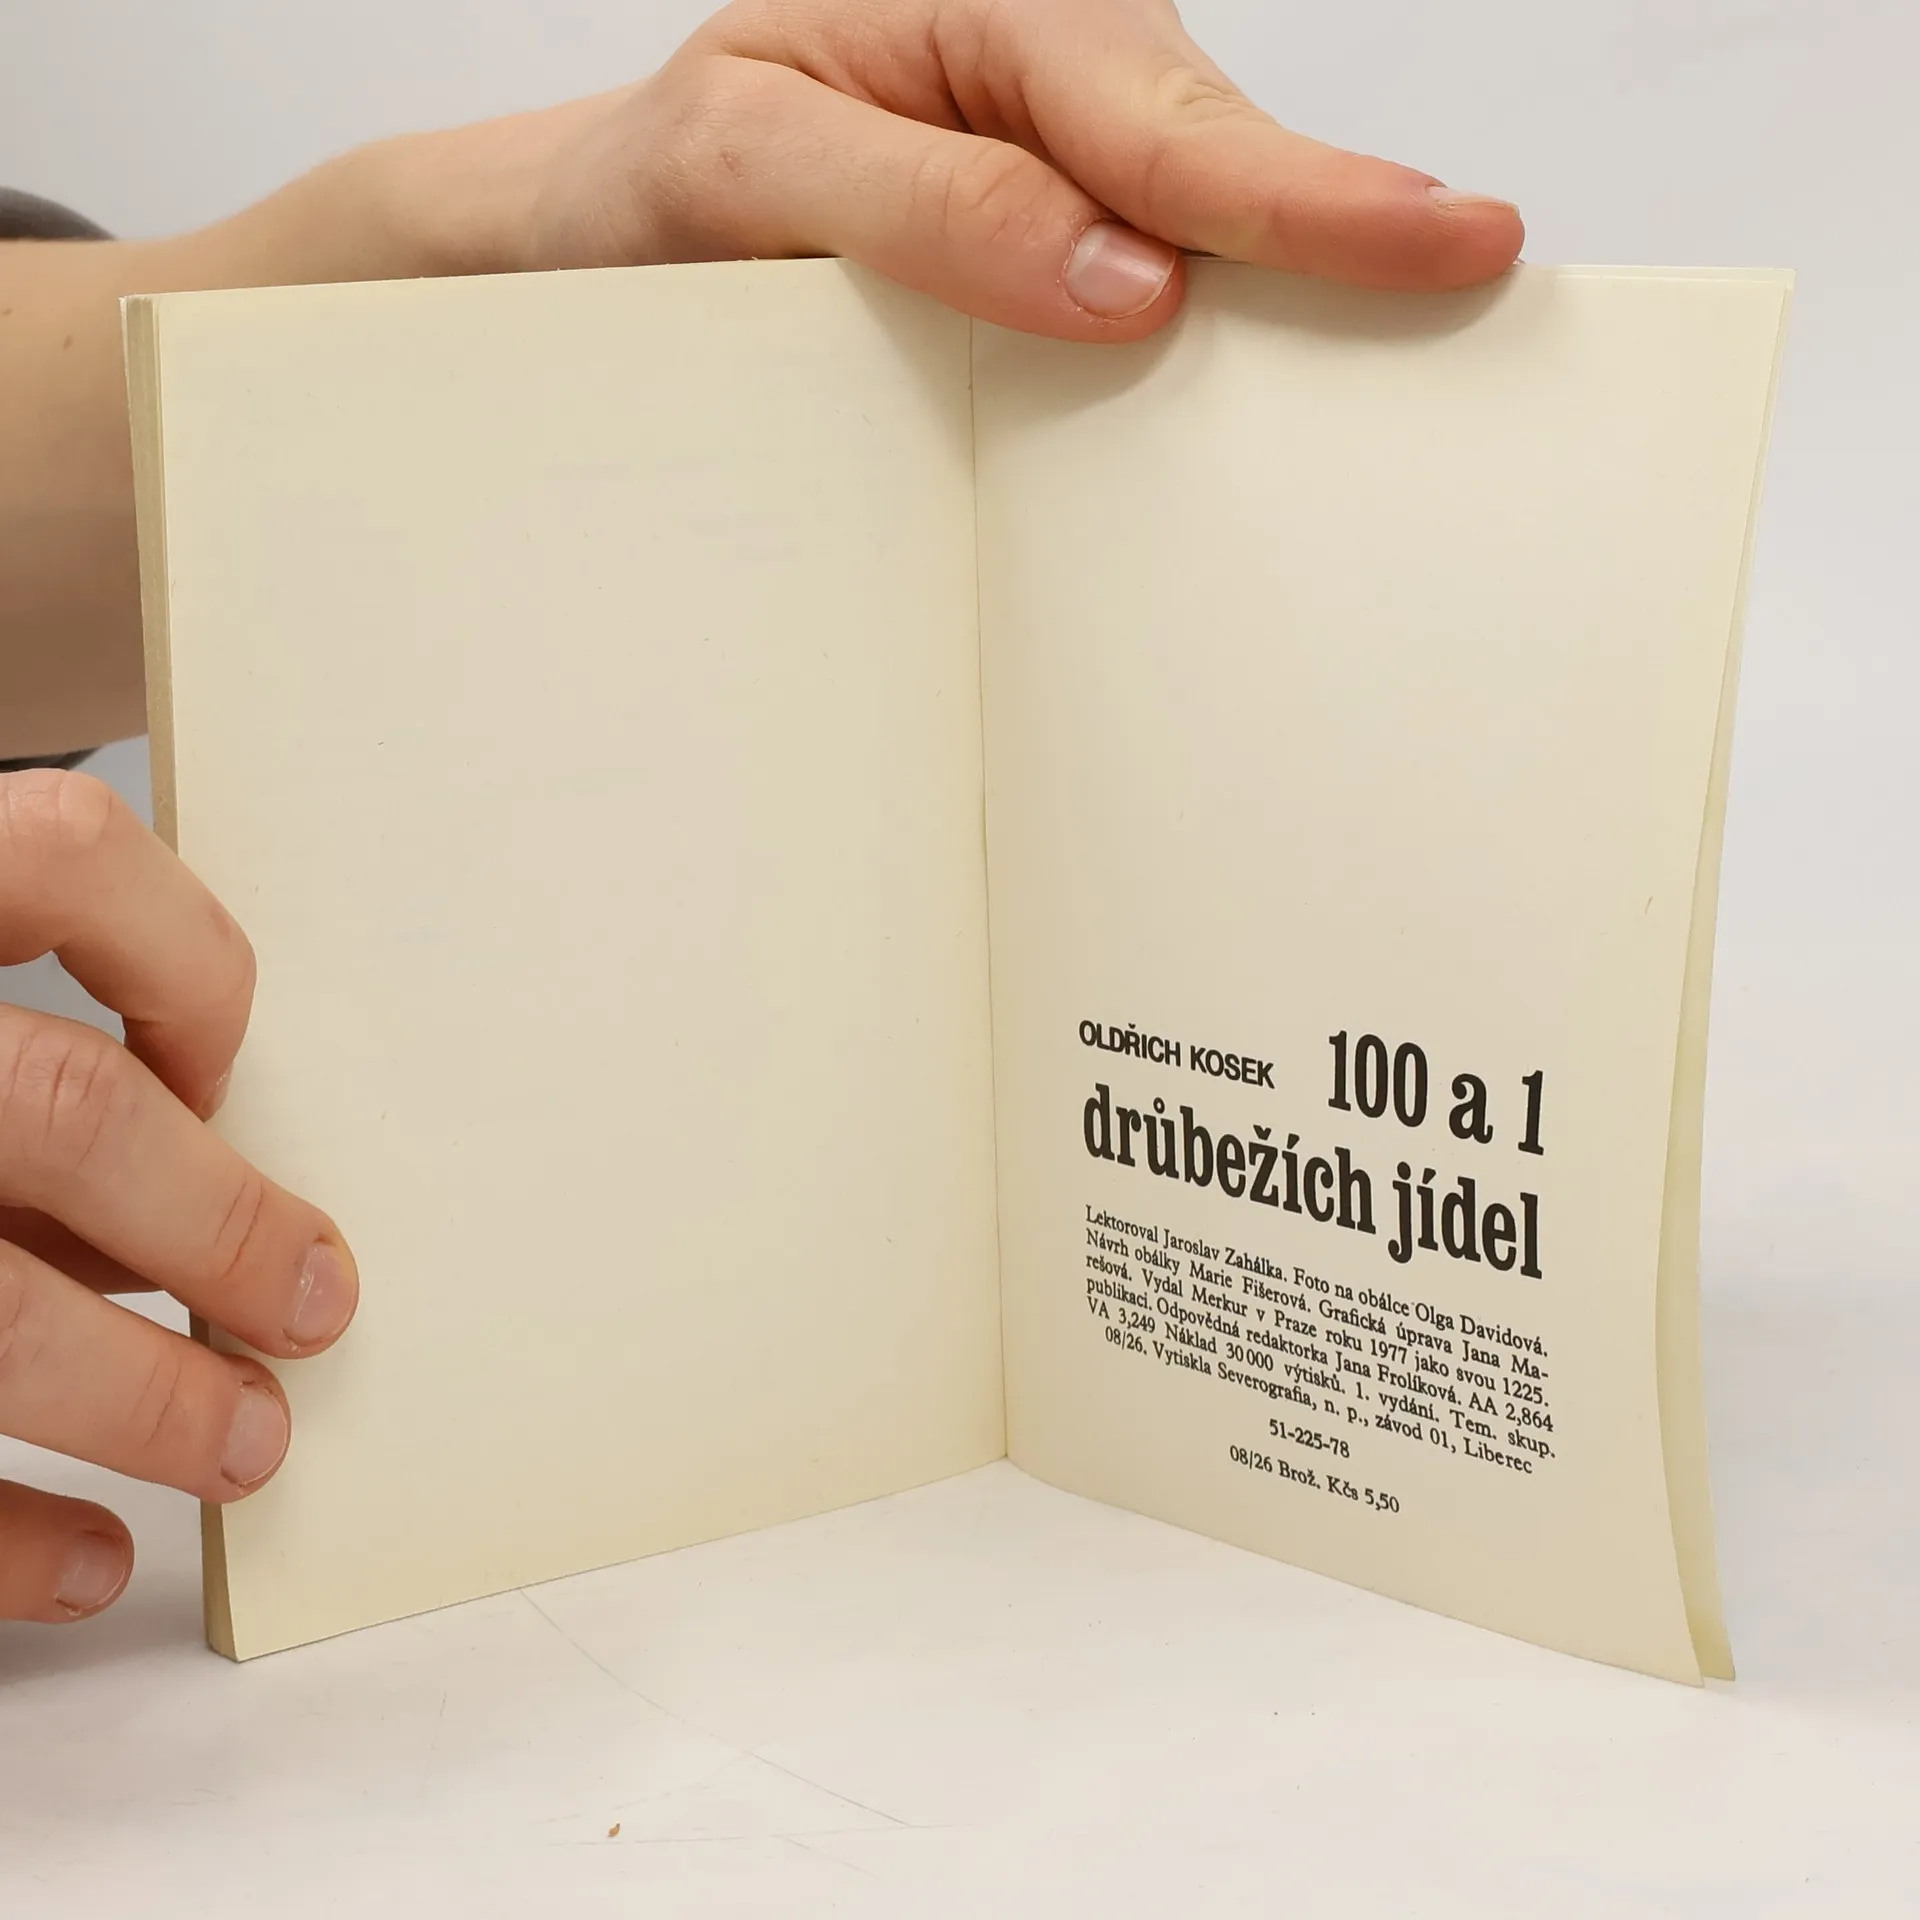 OLDŘICH KOSEK 100 a 1
drůbežích jídel
Lektoroval Jaroslav Zahálka. Foto na obálce Olga Davidová.
Návrh obálky Marie Fišerová. Grafická úprava Jana Ma-
rešová. Vydal Merkur v Praze roku 1977 jako svou 1225.
publikaci. Odpovědná redaktorka Jana Frolíková. AA 2,864
VA 3,249 Náklad 30 000 výtisků. 1. vydání. Tem. skup.
08/26. Vytiskla Severografia, n. p., závod 01, Liberec
51-225-78
08/26 Brož. Kčs 5,50